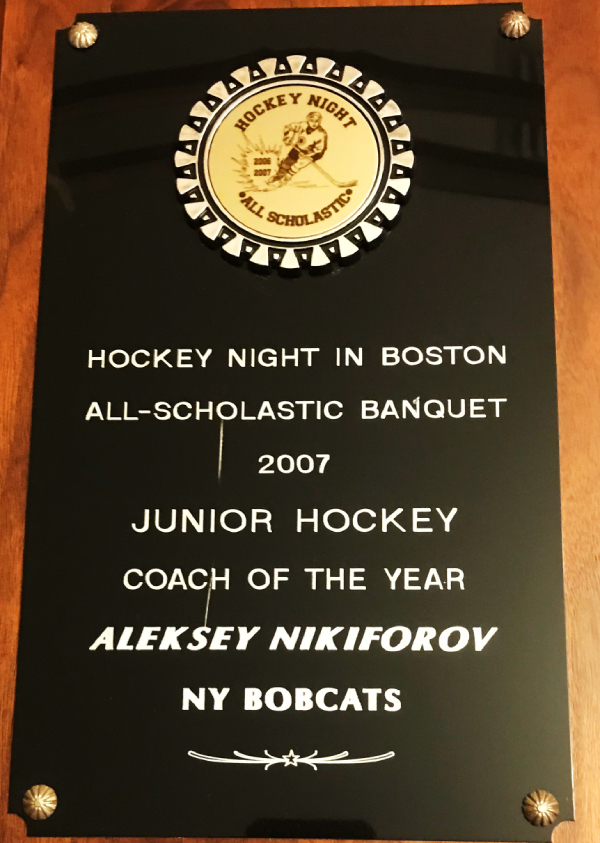 HOCKEY NIGHT
2006
2007
•ALL SCHOLASTIC•
HOCKEY NIGHT IN BOSTON
ALL-SCHOLASTIC BANQUET
2007
JUNIOR HOCKEY
COACH OF THE YEAR
ALEKSEY NIKIFOROV
NY BOBCATS